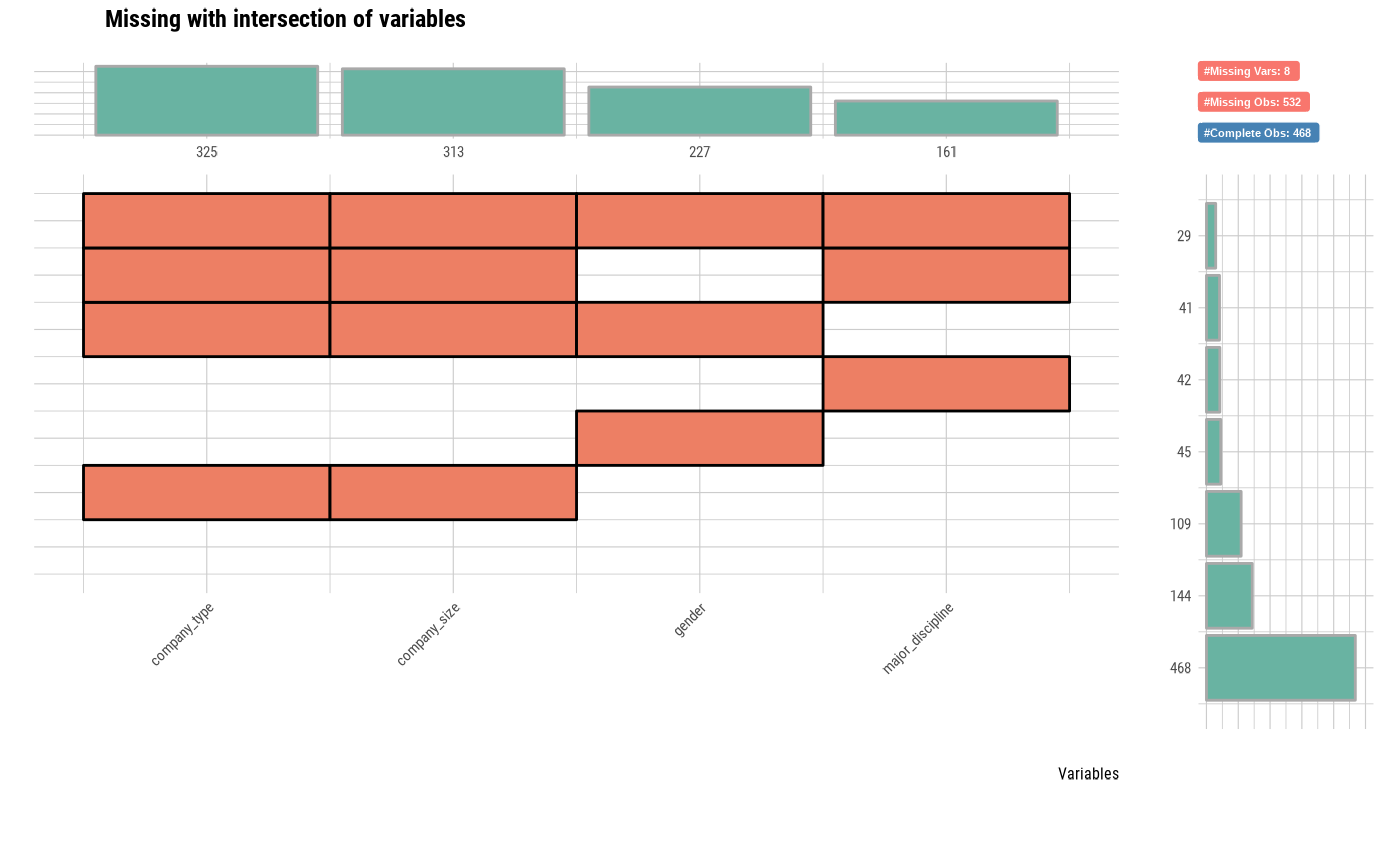 Missing with intersection of variables
#Missing Vars: 8
#Missing Obs: 532
#Complete Obs: 468
325 313 227 161
29
41
42
45
109
144
468
company_type company_size gender major_discipline
Variables